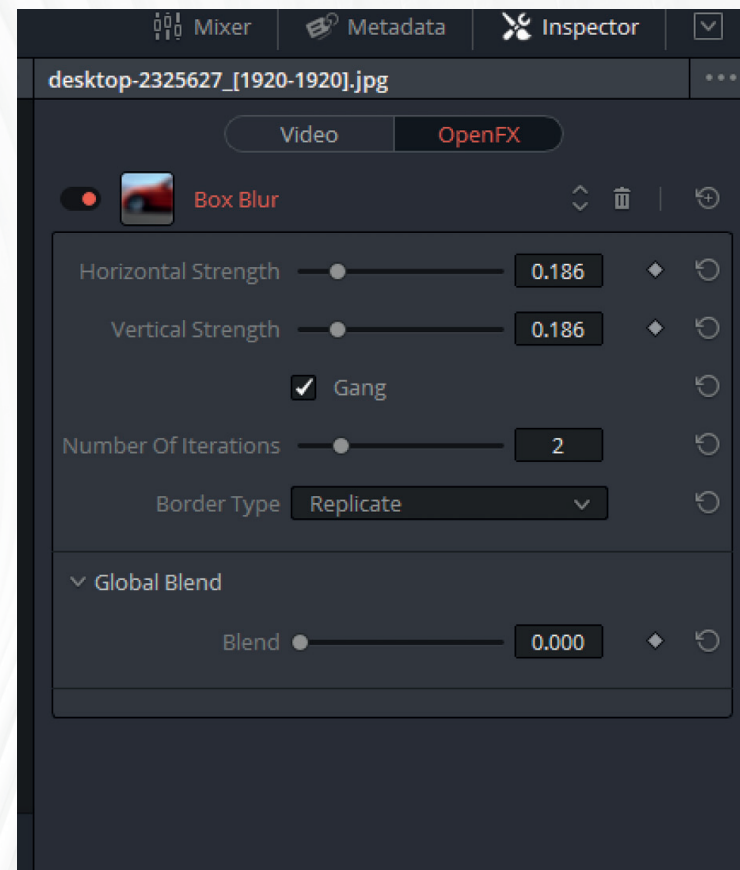 Mixer Metadata Inspector
desktop-2325627_[1920-1920].jpg
Video OpenFX
Box Blur
Horizontal Strength 0.186
Vertical Strength 0.186
Gang
Number Of Iterations 2
Border Type Replicate
Global Blend
Blend 0.000